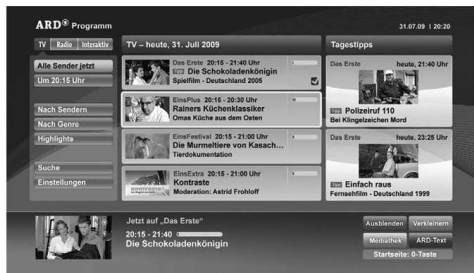 ARD® Programm
31.07.09 | 20:20
TV Radio Interaktiv
Alle Sender jetzt
Um 20:15 Uhr
Nach Sendern
Nach Genre
Highlights
Suche
Einstellungen
TV – heute, 31. Juli 2009
Das Erste 20:15 - 21:40 Uhr
Tipp Die Schokoladenkönigin
Spielfilm - Deutschland 2005
EinsPlus 20:15 - 20:30 Uhr
Rainers Küchenklassiker
Omas Küche aus dem Osten
EinsFestival 20:15 - 21:00 Uhr
Die Murmeltiere von Kasach...
Tierdokumentation
EinsExtra 20:15 - 21:00 Uhr
Kontraste
Moderation: Astrid Frohloff
Tagestipps
Das Erste heute, 21:40 Uhr
Tipp Polizeiruf 110
Bei Klingelzeichen Mord
Das Erste heute, 23:25 Uhr
Tipp Einfach raus
Fernsehfilm - Deutschland 1999
Jetzt auf „Das Erste“
20:15 - 21:40
Die Schokoladenkönigin
Ausblenden Verkleinern
Mediathek ARD-Text
Startseite: 0-Taste